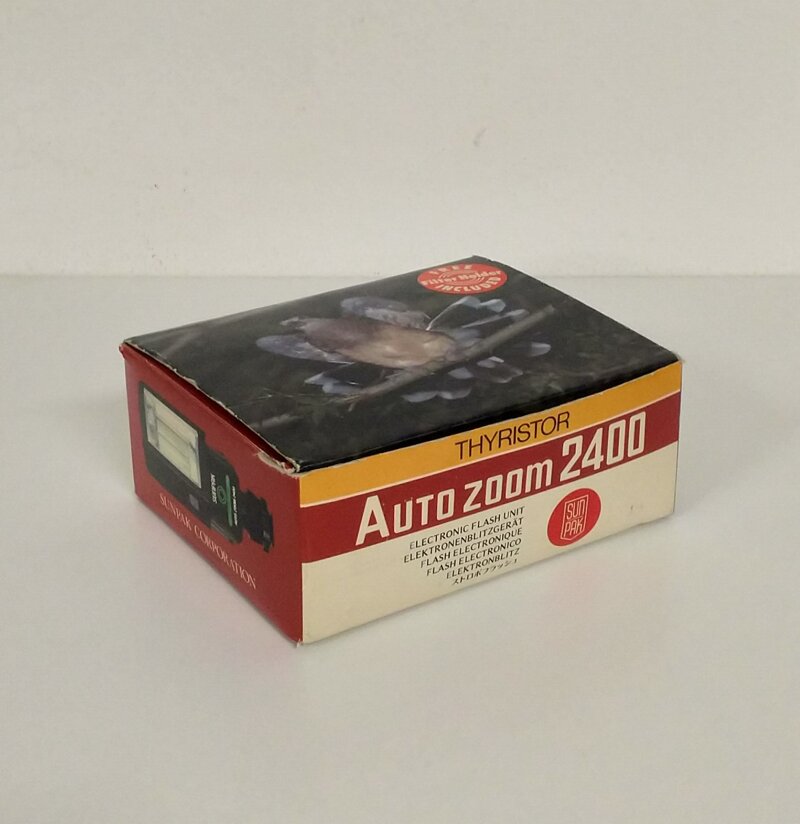 FREE
Filter Holder
INCLUDED
THYRISTOR
AUTO ZOOM 2400
ELECTRONIC FLASH UNIT
ELEKTRONENBLITZGERÄT
FLASH ELECTRONIQUE
FLASH ELECTRONICO
ELEKTRONBLITZ
ストロボフラッシュ
SUN
PAK
SUNPAK
SUNPAK CORPORATION